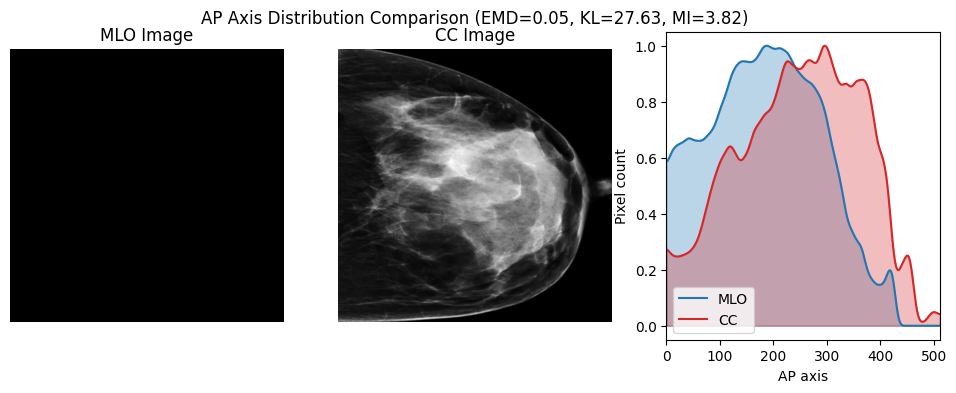 AP Axis Distribution Comparison (EMD=0.05, KL=27.63, MI=3.82)
MLO Image
CC Image
1.0
0.8
0.6
0.4
0.2
0.0
Pixel count
MLO
CC
0 100 200 300 400 500
AP axis